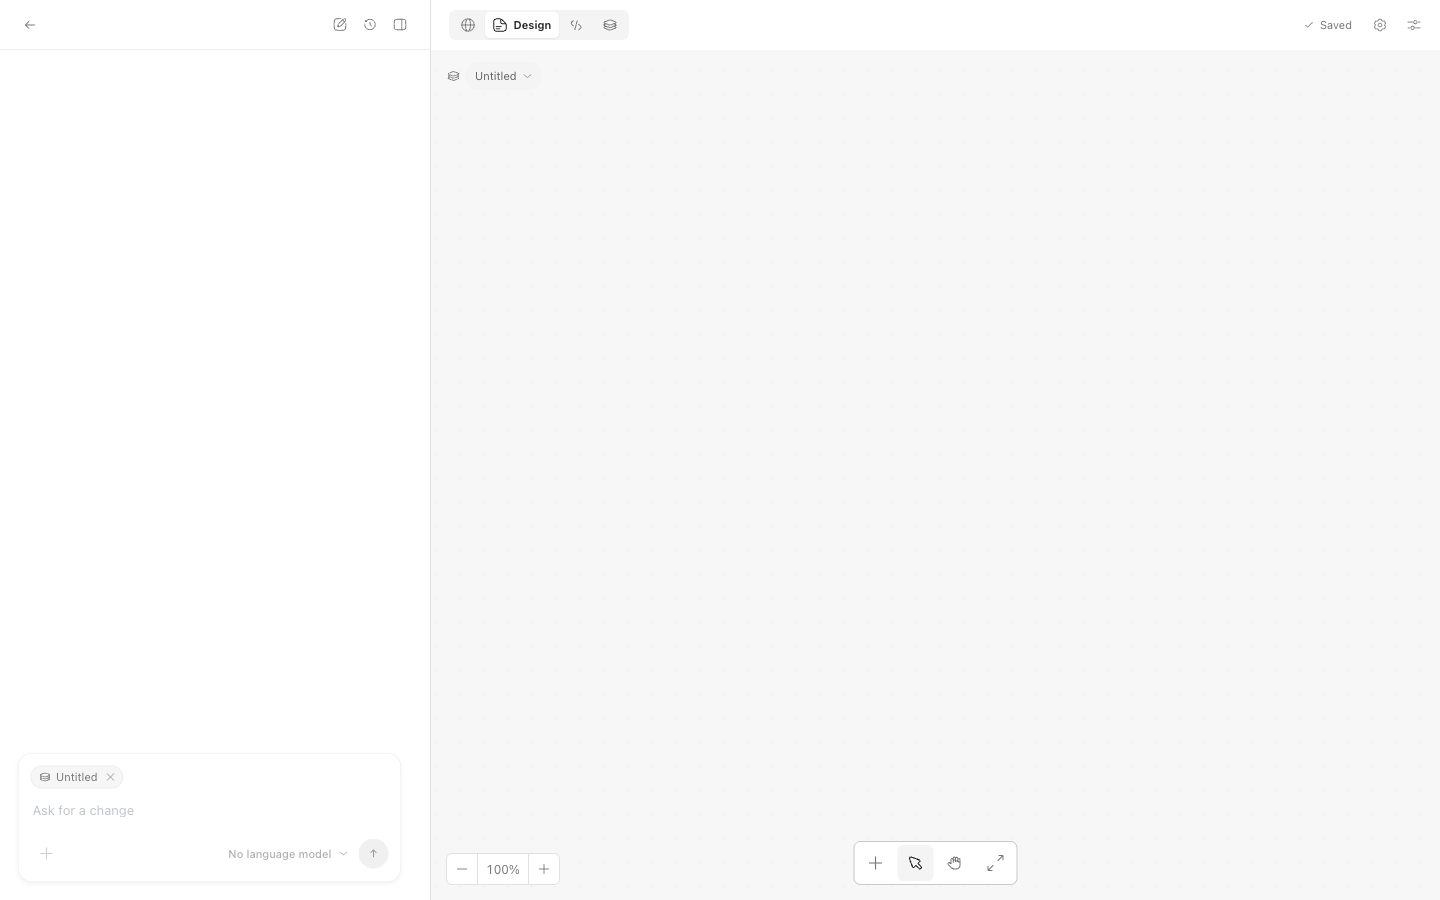 Design
Saved
Untitled
Untitled
Ask for a change
No language model
100%